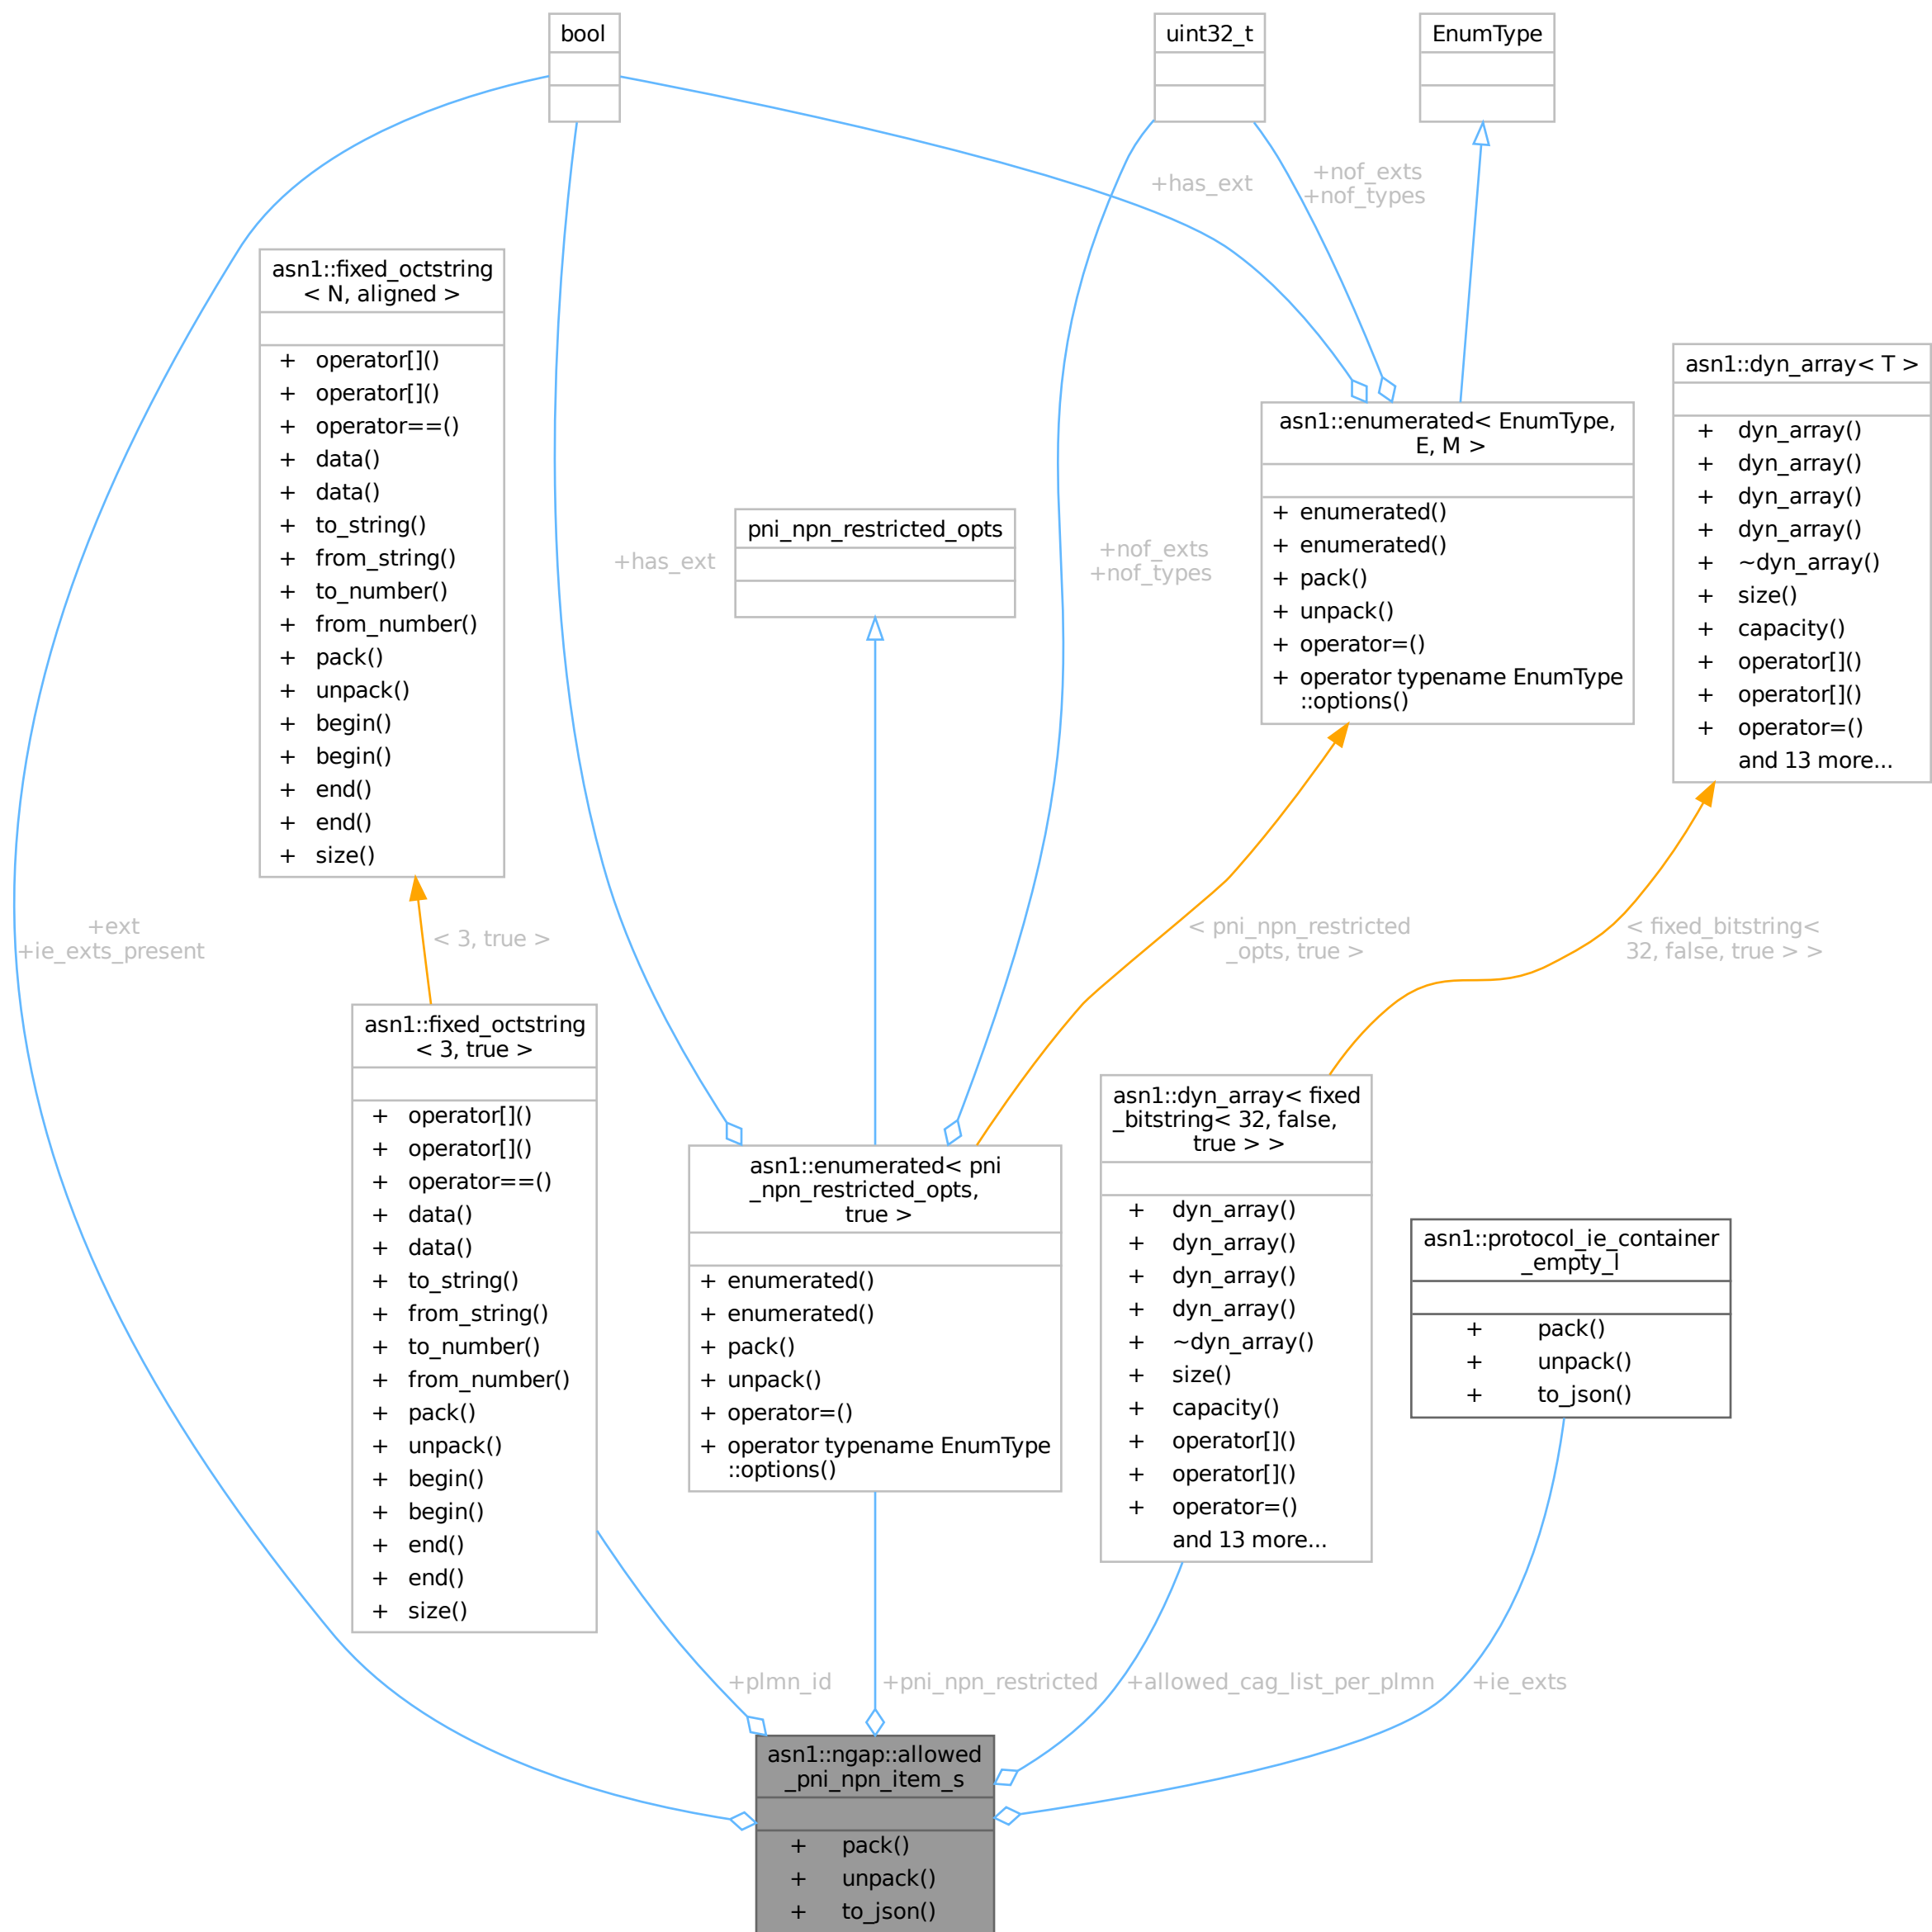 bool
uint32_t
EnumType
+has_ext
+nof_exts
+nof_types
asn1::fixed_octstring
< N, aligned >
+ operator[]()
+ operator[]()
+ operator==()
+ data()
+ data()
+ to_string()
+ from_string()
+ to_number()
+ from_number()
+ pack()
+ unpack()
+ begin()
+ begin()
+ end()
+ end()
+ size()
asn1::dyn_array< T >
+ dyn_array()
+ dyn_array()
+ dyn_array()
+ dyn_array()
+ ~dyn_array()
+ size()
+ capacity()
+ operator[]()
+ operator[]()
+ operator=()
and 13 more...
asn1::enumerated< EnumType,
E, M >
+ enumerated()
+ enumerated()
+ pack()
+ unpack()
+ operator=()
+ operator typename EnumType
::options()
pni_npn_restricted_opts
+has_ext
+nof_exts
+nof_types
+ext
+ie_exts_present
< 3, true >
< pni_npn_restricted
_opts, true >
< fixed_bitstring<
32, false, true > >
asn1::fixed_octstring
< 3, true >
+ operator[]()
+ operator[]()
+ operator==()
+ data()
+ data()
+ to_string()
+ from_string()
+ to_number()
+ from_number()
+ pack()
+ unpack()
+ begin()
+ begin()
+ end()
+ end()
+ size()
asn1::enumerated< pni
_npn_restricted_opts,
true >
+ enumerated()
+ enumerated()
+ pack()
+ unpack()
+ operator=()
+ operator typename EnumType
::options()
asn1::dyn_array< fixed
_bitstring< 32, false,
true > >
+ dyn_array()
+ dyn_array()
+ dyn_array()
+ dyn_array()
+ ~dyn_array()
+ size()
+ capacity()
+ operator[]()
+ operator[]()
+ operator=()
and 13 more...
asn1::protocol_ie_container
_empty_l
+ pack()
+ unpack()
+ to_json()
+plmn_id
+pni_npn_restricted
+allowed_cag_list_per_plmn
+ie_exts
asn1::ngap::allowed
_pni_npn_item_s
+ pack()
+ unpack()
+ to_json()